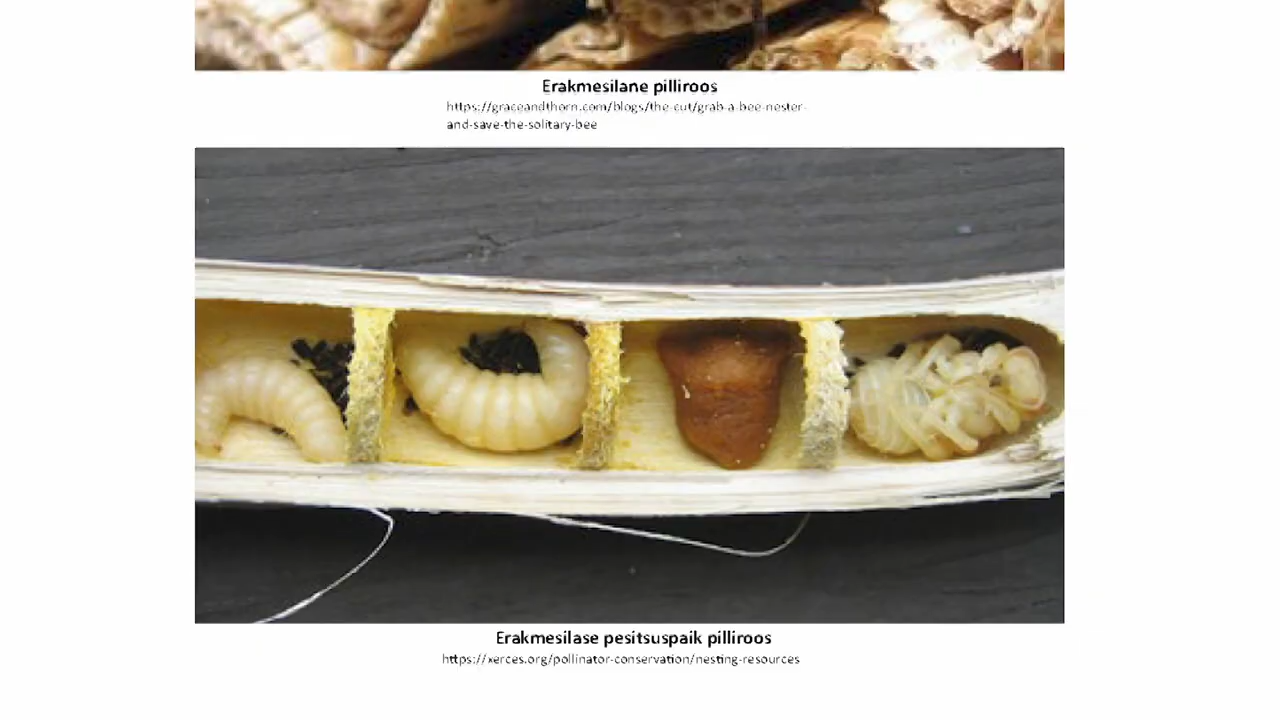 Erakmesilane pilliroos
https://graceandthorn.com/blogs/the-cut/grab-a-bee-nester-
and-save-the-solitary-bee
Erakmesilase pesitsuspaik pilliroos
https://xerces.org/pollinator-conservation/nesting-resources